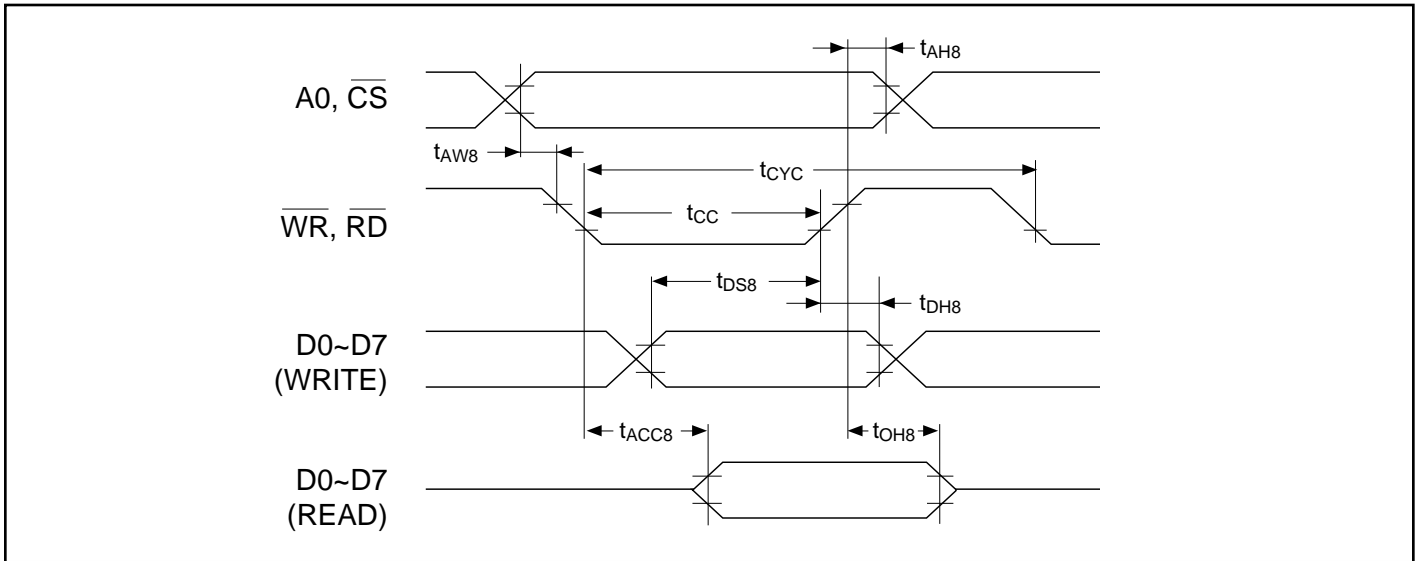 tAH8
A0, CS
tAW8
tCYC
WR, RD
tCC
tDS8
tDH8
D0~D7
(WRITE)
tACC8
tOH8
D0~D7
(READ)